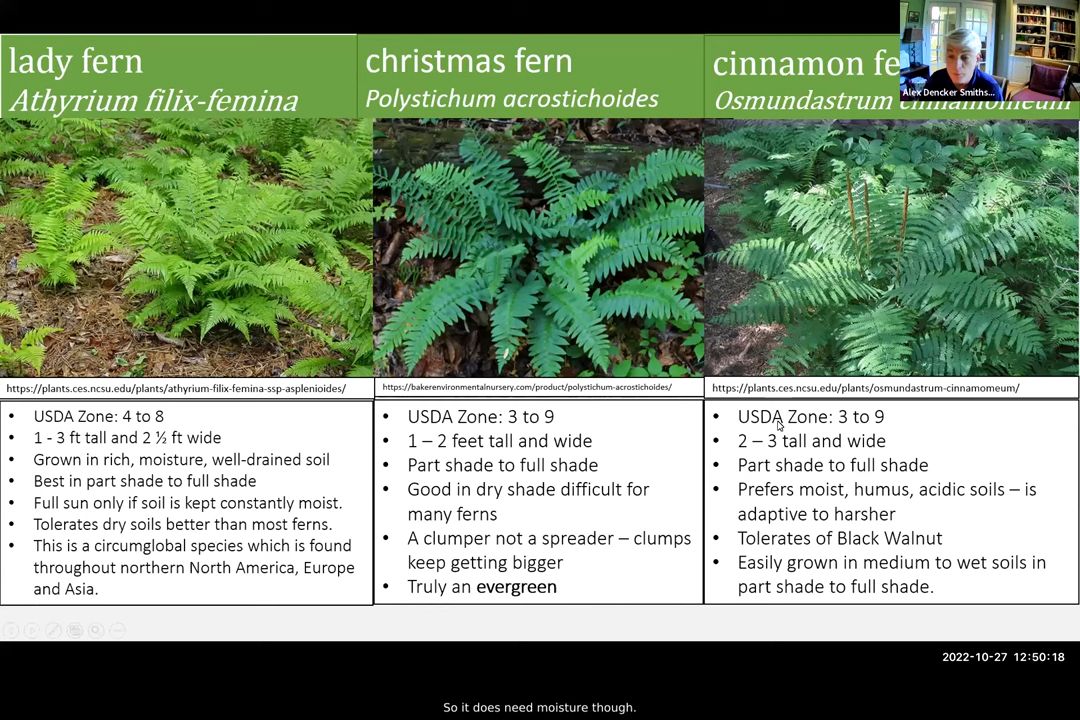 lady fern
Athyrium filix-femina
christmas fern
Polystichum acrostichoides
cinnamon fe
Osmundastrum cinnamomeum
Alex Dencker Smiths...
https://plants.ces.ncsu.edu/plants/athyrium-filix-femina-ssp-asplenioides/
https://bakerenvironmentalnursery.com/product/polystichum-acrostichoides/
https://plants.ces.ncsu.edu/plants/osmundastrum-cinnamomeum/
• USDA Zone: 4 to 8
• 1 - 3 ft tall and 2 ½ ft wide
• Grown in rich, moisture, well-drained soil
• Best in part shade to full shade
• Full sun only if soil is kept constantly moist.
• Tolerates dry soils better than most ferns.
• This is a circumglobal species which is found
throughout northern North America, Europe
and Asia.
• USDA Zone: 3 to 9
• 1 – 2 feet tall and wide
• Part shade to full shade
• Good in dry shade difficult for
many ferns
• A clumper not a spreader – clumps
keep getting bigger
• Truly an evergreen
• USDA Zone: 3 to 9
• 2 – 3 tall and wide
• Part shade to full shade
• Prefers moist, humus, acidic soils – is
adaptive to harsher
• Tolerates of Black Walnut
• Easily grown in medium to wet soils in
part shade to full shade.
2022-10-27 12:50:18
So it does need moisture though.